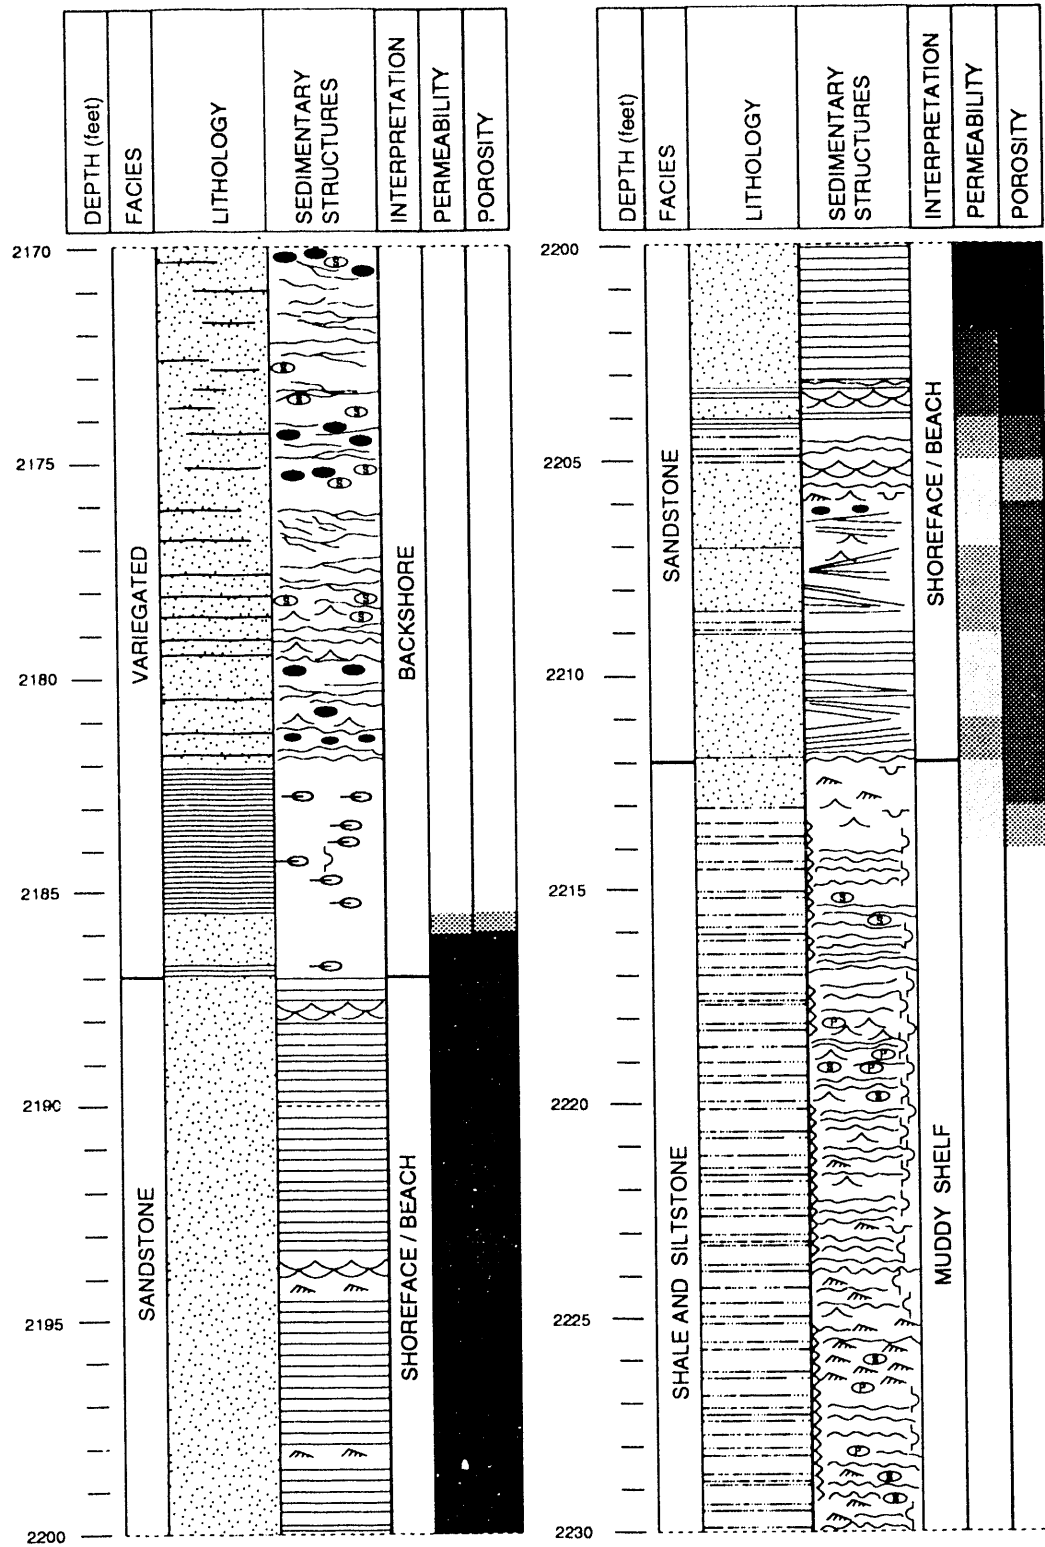 DEPTH (feet)
FACIES
LITHOLOGY
SEDIMENTARY
STRUCTURES
INTERPRETATION
PERMEABILITY
POROSITY
2170
2175
2180
2185
2190
2195
2200
VARIEGATED
SANDSTONE
S
S
S
S
S
S
S
S
BACKSHORE
SHOREFACE / BEACH
DEPTH (feet)
FACIES
LITHOLOGY
SEDIMENTARY
STRUCTURES
INTERPRETATION
PERMEABILITY
POROSITY
2200
2205
2210
2215
2220
2225
2230
SANDSTONE
SHALE AND SILTSTONE
S
S
P
P
P
P
P
SHOREFACE / BEACH
MUDDY SHELF